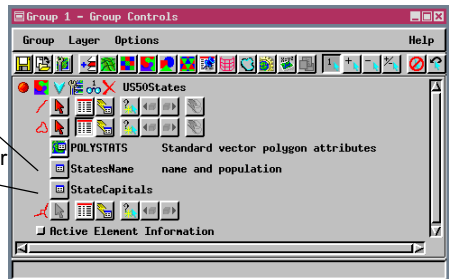 Group 1 - Group Controls
Group Layer Options Help
1
US50States
POLYSTATS Standard vector polygon attributes
r
StatesName name and population
StateCapitals
Active Element Information